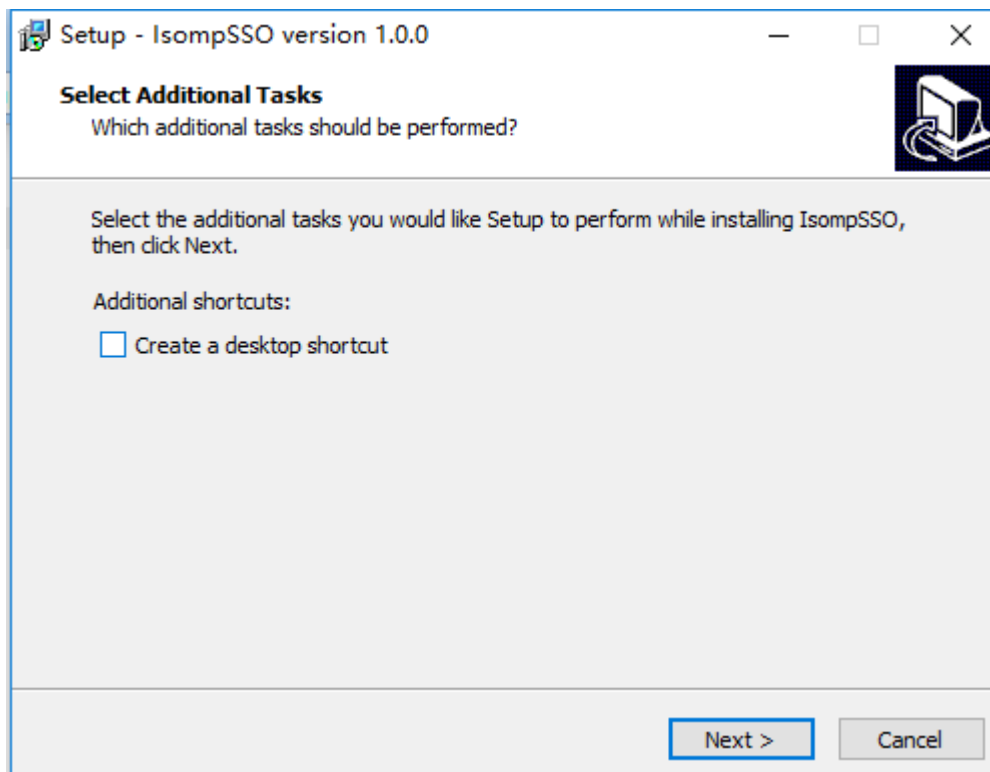 Setup - IsompSSO version 1.0.0
Select Additional Tasks
Which additional tasks should be performed?
Select the additional tasks you would like Setup to perform while installing IsompSSO,
then click Next.
Additional shortcuts:
Create a desktop shortcut
Next >
Cancel